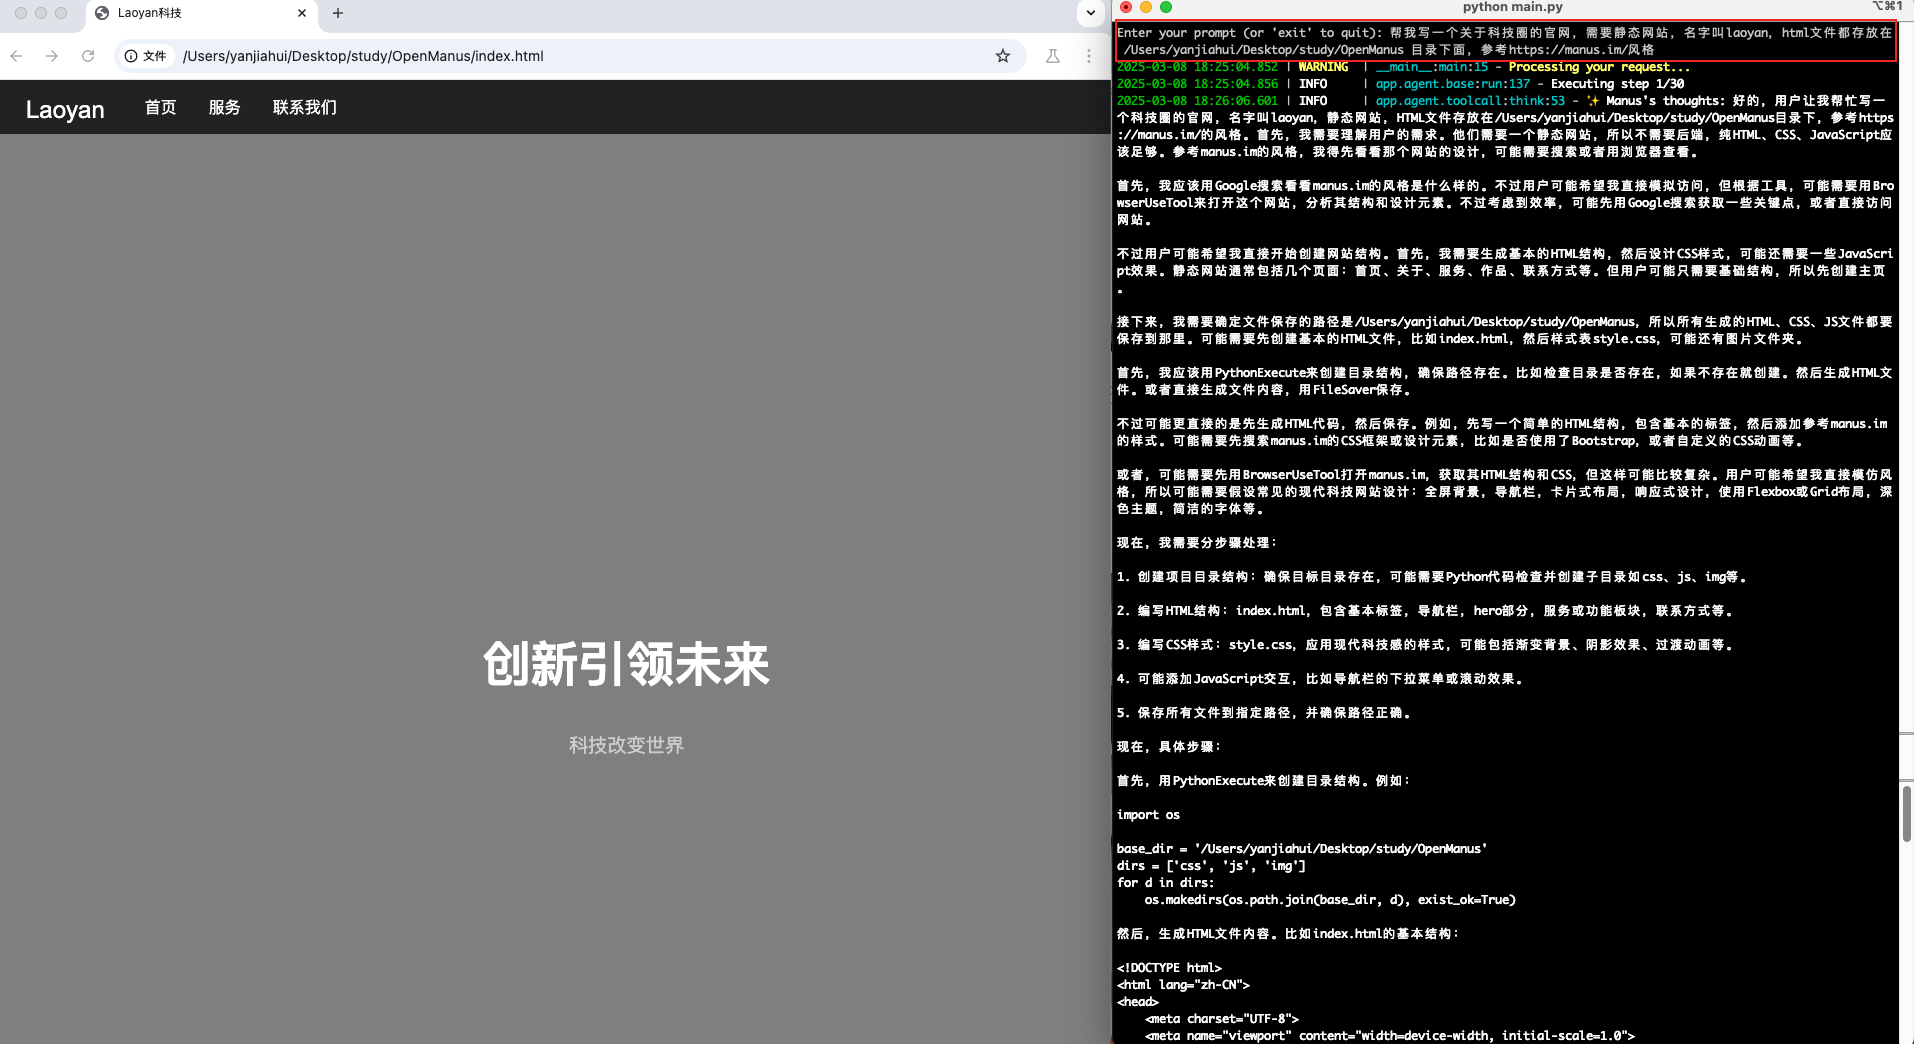 Laoyan科技
文件
/Users/yanjiahui/Desktop/study/OpenManus/index.html
Laoyan
首页
服务
联系我们
创新引领未来
科技改变世界
python main.py
⌥⌘1
Enter your prompt (or 'exit' to quit): 帮我写一个关于科技圈的官网，需要静态网站，名字叫laoyan, html文件都存放在
/Users/yanjiahui/Desktop/study/OpenManus 目录下面，参考https://manus.im/风格
2025-03-08 18:25:04.852 | WARNING  | __main__:main:15 - Processing your request...
2025-03-08 18:25:04.856 | INFO     | app.agent.base:run:137 - Executing step 1/30
2025-03-08 18:26:06.601 | INFO     | app.agent.toolcall:think:53 - ✨ Manus's thoughts: 好的，用户让我帮忙写一
个科技圈的官网，名字叫laoyan，静态网站，HTML文件存放在/Users/yanjiahui/Desktop/study/OpenManus目录下，参考https
://manus.im/的风格。首先，我需要理解用户的需求。他们需要一个静态网站，所以不需要后端，纯HTML、CSS、JavaScript应
该足够。参考manus.im的风格，我得先看看那个网站的设计，可能需要搜索或者用浏览器查看。
首先，我应该用Google搜索看看manus.im的风格是什么样的。不过用户可能希望我直接模拟访问，但根据工具，可能需要用Bro
wserUseTool来打开这个网站，分析其结构和设计元素。不过考虑到效率，可能先用Google搜索获取一些关键点，或者直接访问
网站。
不过用户可能希望我直接开始创建网站结构。首先，我需要生成基本的HTML结构，然后设计CSS样式，可能还需要一些JavaScri
pt效果。静态网站通常包括几个页面：首页、关于、服务、作品、联系方式等。但用户可能只需要基础结构，所以先创建主页
。
接下来，我需要确定文件保存的路径是/Users/yanjiahui/Desktop/study/OpenManus，所以所有生成的HTML、CSS、JS文件都要
保存到那里。可能需要先创建基本的HTML文件，比如index.html，然后样式表style.css，可能还有图片文件夹。
首先，我应该用PythonExecute来创建目录结构，确保路径存在。比如检查目录是否存在，如果不存在就创建。然后生成HTML文
件。或者直接生成文件内容，用FileSaver保存。
不过可能更直接的是先生成HTML代码，然后保存。例如，先写一个简单的HTML结构，包含基本的标签，然后添加参考manus.im
的样式。可能需要先搜索manus.im的CSS框架或设计元素，比如是否使用了Bootstrap，或者自定义的CSS动画等。
或者，可能需要先用BrowserUseTool打开manus.im，获取其HTML结构和CSS，但这样可能比较复杂。用户可能希望我直接模仿风
格，所以可能需要假设常见的现代科技网站设计：全屏背景，导航栏，卡片式布局，响应式设计，使用Flexbox或Grid布局，深
色主题，简洁的字体等。
现在，我需要分步骤处理：
1. 创建项目目录结构：确保目标目录存在，可能需要Python代码检查并创建子目录如css、js、img等。
2. 编写HTML结构：index.html，包含基本标签，导航栏，hero部分，服务或功能板块，联系方式等。
3. 编写CSS样式：style.css，应用现代科技感的样式，可能包括渐变背景、阴影效果、过渡动画等。
4. 可能添加JavaScript交互，比如导航栏的下拉菜单或滚动效果。
5. 保存所有文件到指定路径，并确保路径正确。
现在，具体步骤：
首先，用PythonExecute来创建目录结构。例如：
import os
base_dir = '/Users/yanjiahui/Desktop/study/OpenManus'
dirs = ['css', 'js', 'img']
for d in dirs:
    os.makedirs(os.path.join(base_dir, d), exist_ok=True)
然后，生成HTML文件内容。比如index.html的基本结构：
<!DOCTYPE html>
<html lang="zh-CN">
<head>
    <meta charset="UTF-8">
    <meta name="viewport" content="width=device-width, initial-scale=1.0">